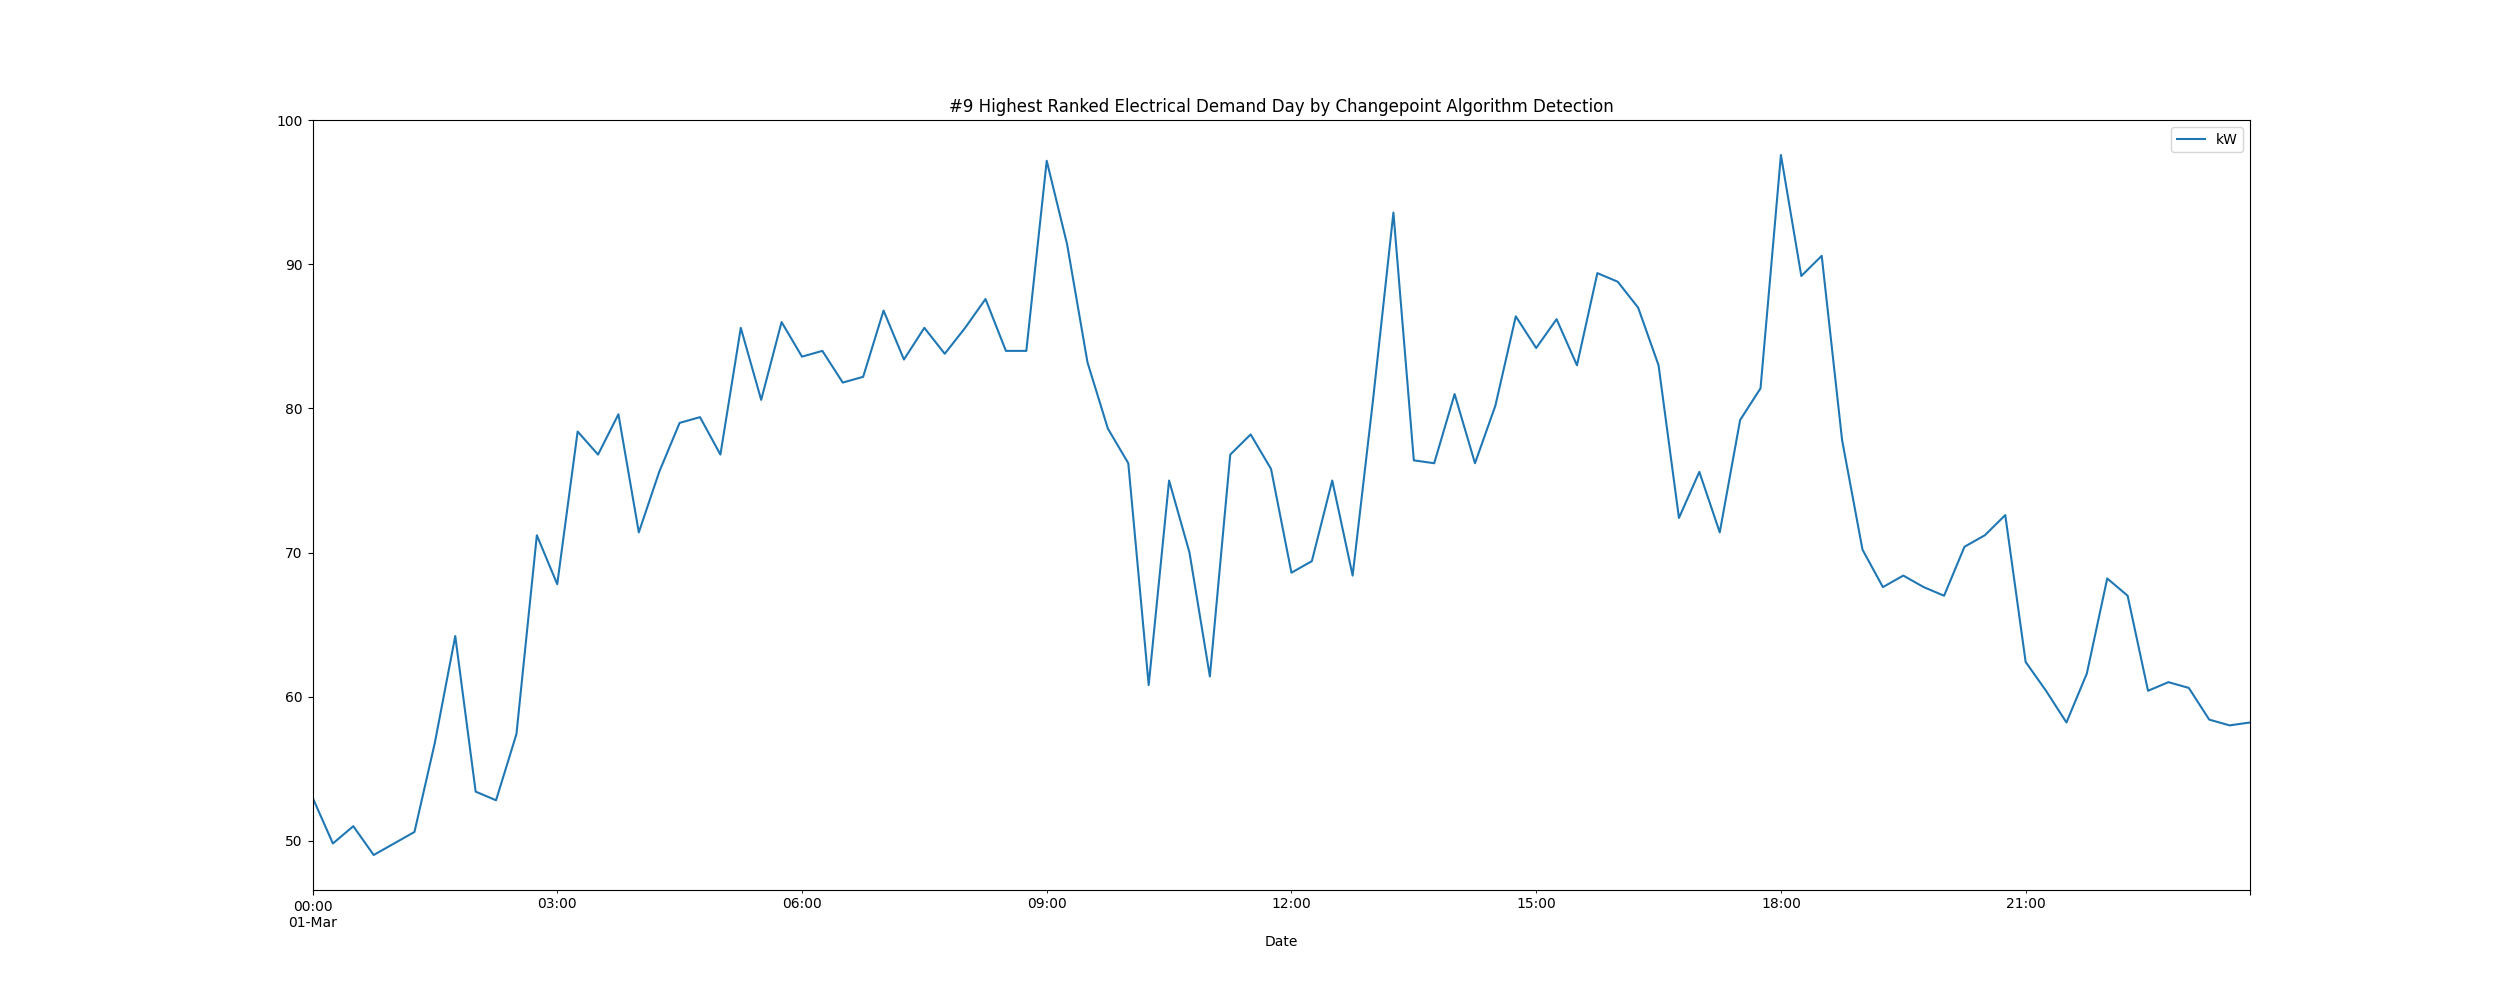 #9 Highest Ranked Electrical Demand Day by Changepoint Algorithm Detection
kW
100
90
80
70
60
50
00:00 03:00 06:00 09:00 12:00 15:00 18:00 21:00
01-Mar
Date